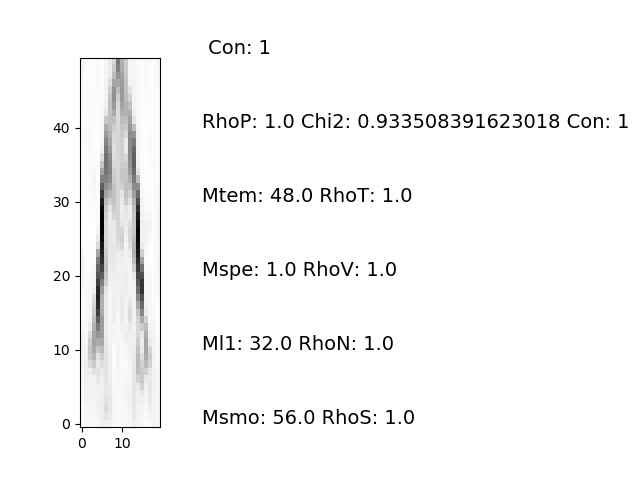 Con: 1
RhoP: 1.0 Chi2: 0.933508391623018 Con: 1
40
Mtem: 48.0 RhoT: 1.0
30
Mspe: 1.0 RhoV: 1.0
20
Ml1: 32.0 RhoN: 1.0
10
Msmo: 56.0 RhoS: 1.0
0
0 10